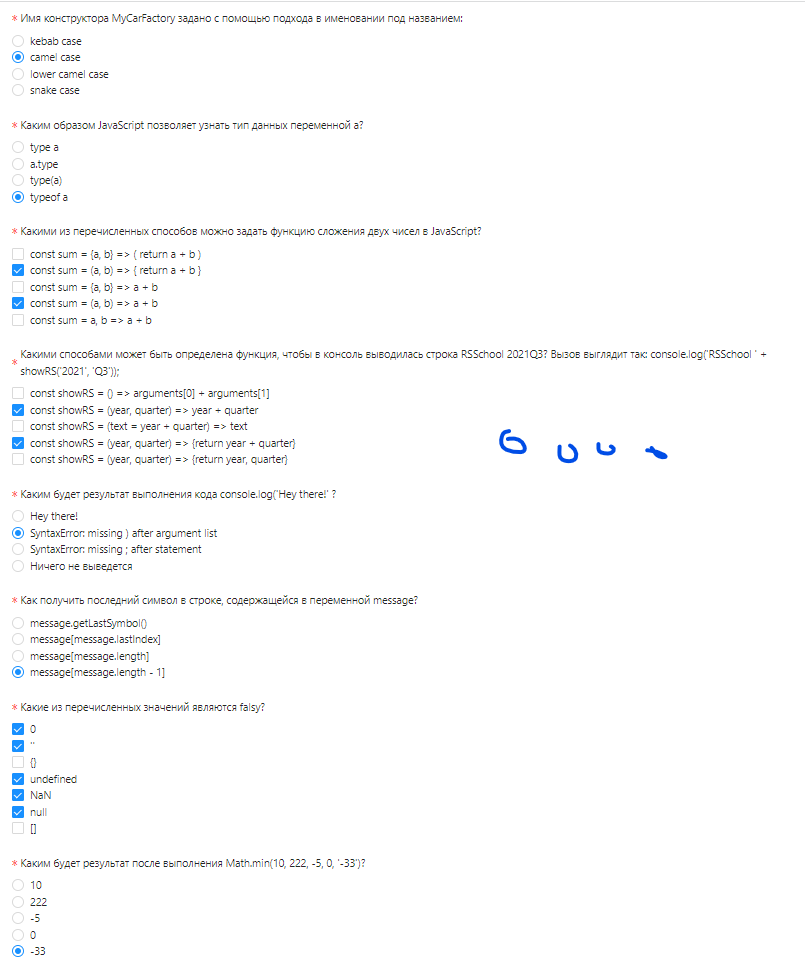 * Имя конструктора MyCarFactory задано с помощью подхода в именовании под названием:
kebab case
camel case
lower camel case
snake case
* Каким образом JavaScript позволяет узнать тип данных переменной a?
type a
a.type
type(a)
typeof a
* Какими из перечисленных способов можно задать функцию сложения двух чисел в JavaScript?
const sum = {a, b} => ( return a + b )
const sum = (a, b) => { return a + b }
const sum = {a, b} => a + b
const sum = (a, b) => a + b
const sum = a, b => a + b
* Какими способами может быть определена функция, чтобы в консоль выводилась строка RSSchool 2021Q3? Вызов выглядит так: console.log('RSSchool ' +
showRS('2021', 'Q3'));
const showRS = () => arguments[0] + arguments[1]
const showRS = (year, quarter) => year + quarter
const showRS = (text = year + quarter) => text
const showRS = (year, quarter) => {return year + quarter}
const showRS = (year, quarter) => {return year, quarter}
* Каким будет результат выполнения кода console.log('Hey there!' ?
Hey there!
SyntaxError: missing ) after argument list
SyntaxError: missing ; after statement
Ничего не выведется
* Как получить последний символ в строке, содержащейся в переменной message?
message.getLastSymbol()
message[message.lastIndex]
message[message.length]
message[message.length - 1]
* Какие из перечисленных значений являются falsy?
0
''
{}
undefined
NaN
null
[]
* Каким будет результат после выполнения Math.min(10, 222, -5, 0, '-33')?
10
222
-5
0
-33